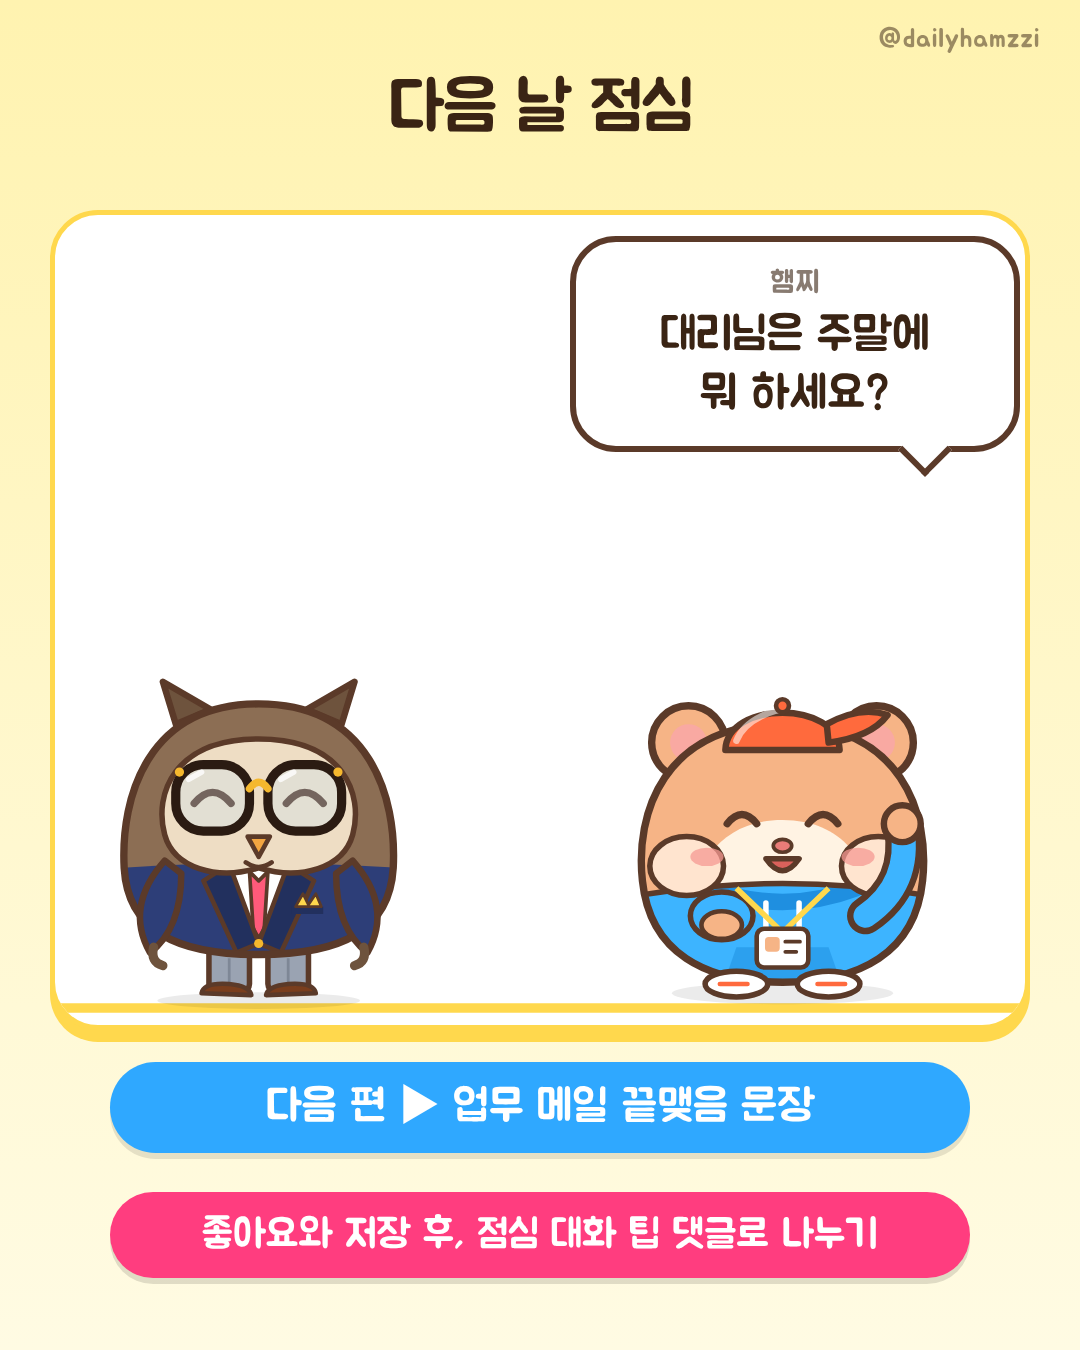 @dailyhamzzi
다음 날 점심
햄찌
대리님은 주말에
뭐 하세요?
다음 편 ▶ 업무 메일 끝맺음 문장
좋아요와 저장 후, 점심 대화 팁 댓글로 나누기